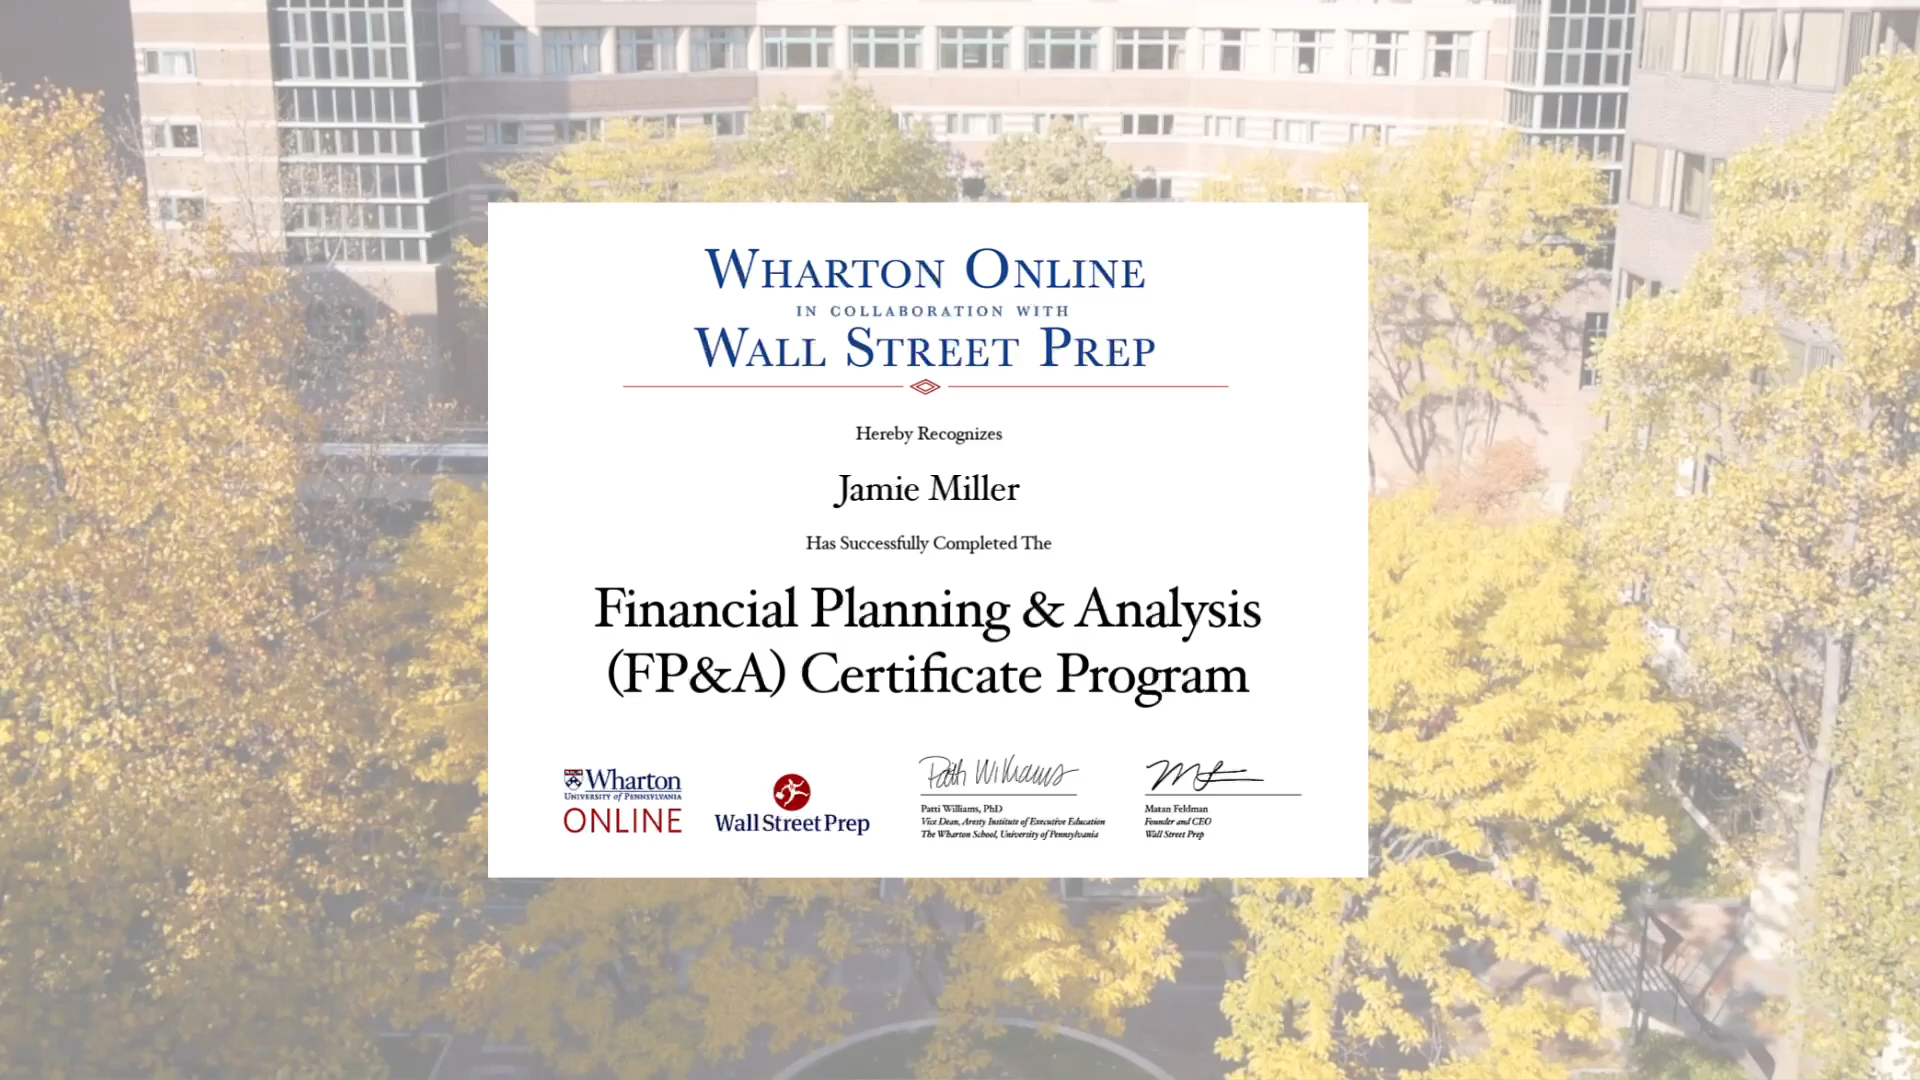 WHARTON ONLINE
IN COLLABORATION WITH
WALL STREET PREP
Hereby Recognizes
Jamie Miller
Has Successfully Completed The
Financial Planning & Analysis
(FP&A) Certificate Program
Wharton
UNIVERSITY of PENNSYLVANIA
ONLINE
Wall Street Prep
Patti Williams
Patti Williams, PhD
Vice Dean, Aresty Institute of Executive Education
The Wharton School, University of Pennsylvania
Matan Feldman
Founder and CEO
Wall Street Prep